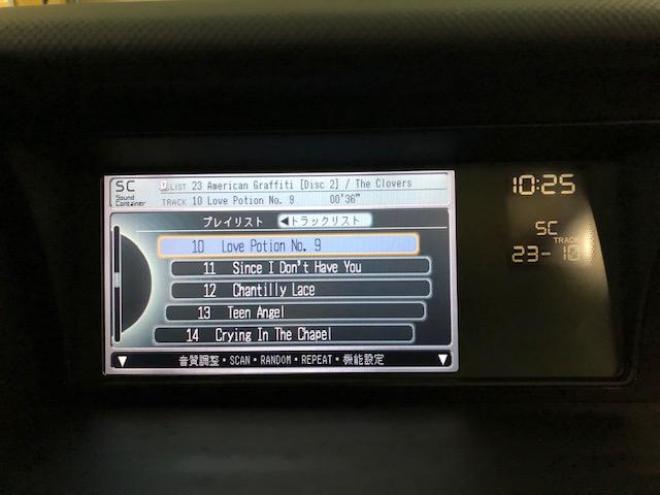 SC
Sound Container
LIST 23 American Graffiti [Disc 2] / The Clovers
TRACK 10 Love Potion No. 9 00'36"
プレイリスト ◀トラックリスト
10 Love Potion No. 9
11 Since I Don't Have You
12 Chantilly Lace
13 Teen Angel
14 Crying In The Chapel
▼ 音質調整・SCAN・RANDOM・REPEAT・機能設定 ▼
10:25
SC
TRACK
23-10